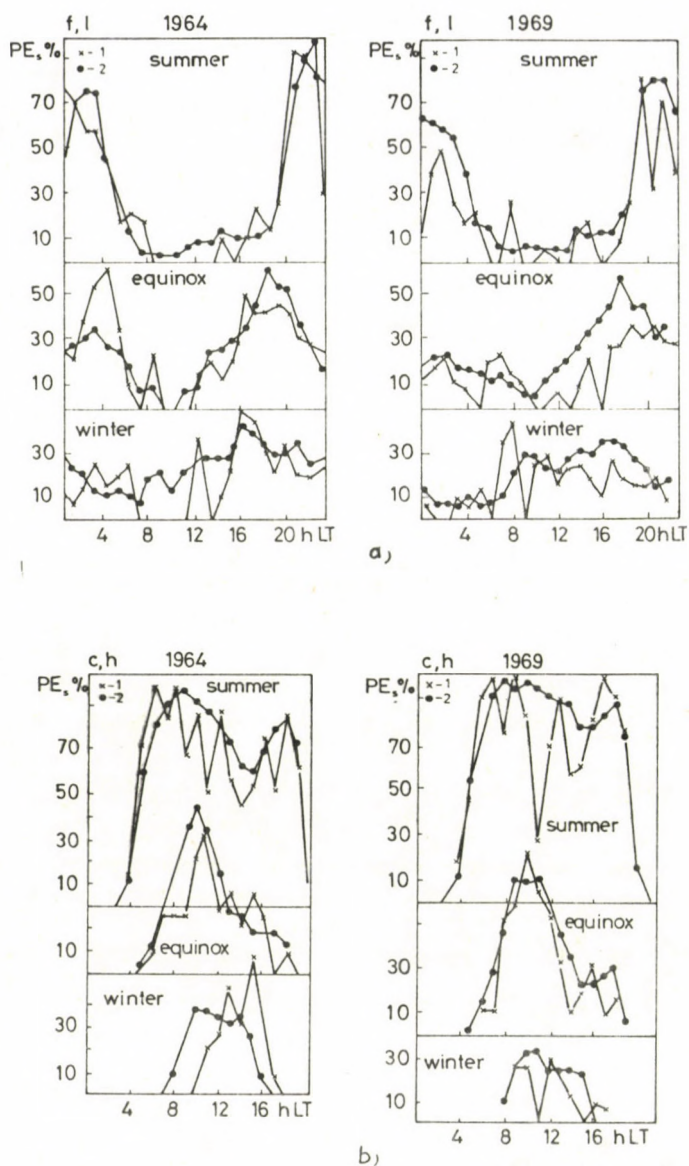 f, l 1964
PEs% ×-1 summer
●-2
70
50
30
10
equinox
50
30
10
winter
30
10
4 8 12 16 20 h LT
f, l 1969
PEs% ×-1 summer
●-2
70
50
30
10
equinox
50
30
10
winter
30
10
4 8 12 16 20 h LT
a)
c, h 1964
PEs% ×-1 summer
●-2
70
50
30
10
equinox
10
winter
30
10
4 8 12 16 h LT
c, h 1969
PEs% ×-1
●-2
70
50
30
summer
10
equinox
30
10
winter
30
10
4 8 12 16 h LT
b)